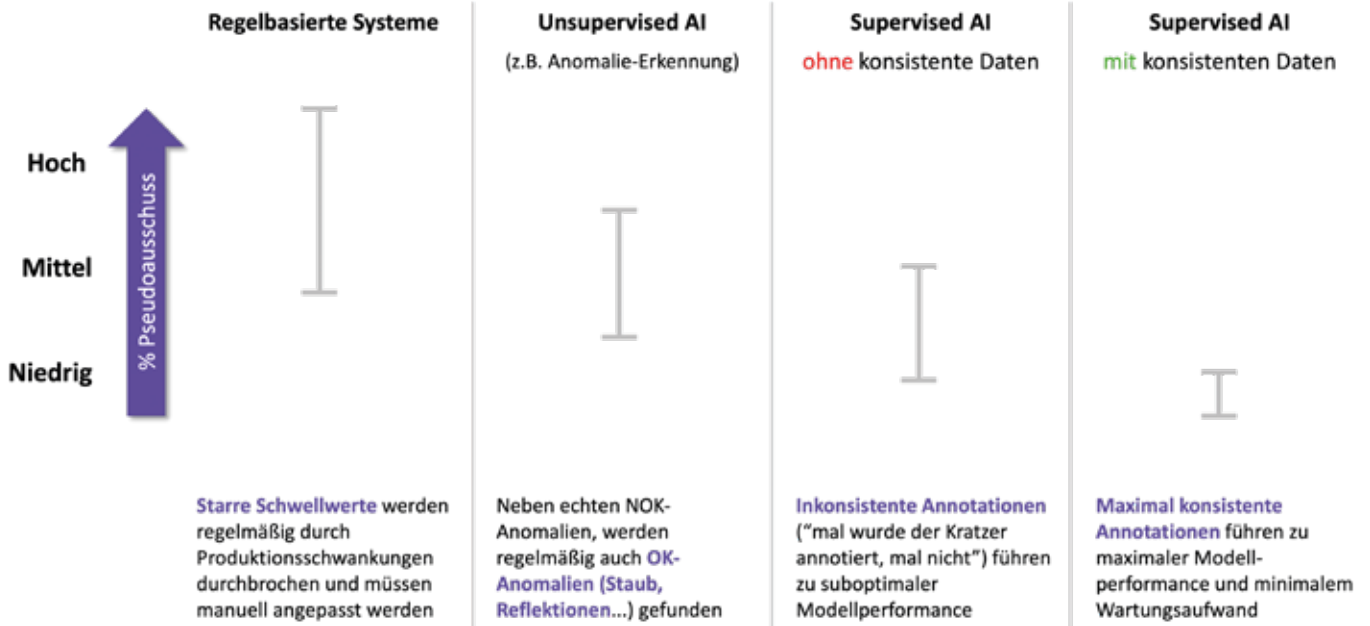 Regelbasierte Systeme
Unsupervised AI
(z.B. Anomalie-Erkennung)
Supervised AI
ohne konsistente Daten
Supervised AI
mit konsistenten Daten
Hoch
Mittel
Niedrig
% Pseudoausschuss
Starre Schwellwerte werden
regelmäßig durch
Produktionsschwankungen
durchbrochen und müssen
manuell angepasst werden
Neben echten NOK-
Anomalien, werden
regelmäßig auch OK-
Anomalien (Staub,
Reflektionen...) gefunden
Inkonsistente Annotationen
(“mal wurde der Kratzer
annotiert, mal nicht”) führen
zu suboptimaler
Modellperformance
Maximal konsistente
Annotationen führen zu
maximaler Modell-
performance und minimalem
Wartungsaufwand